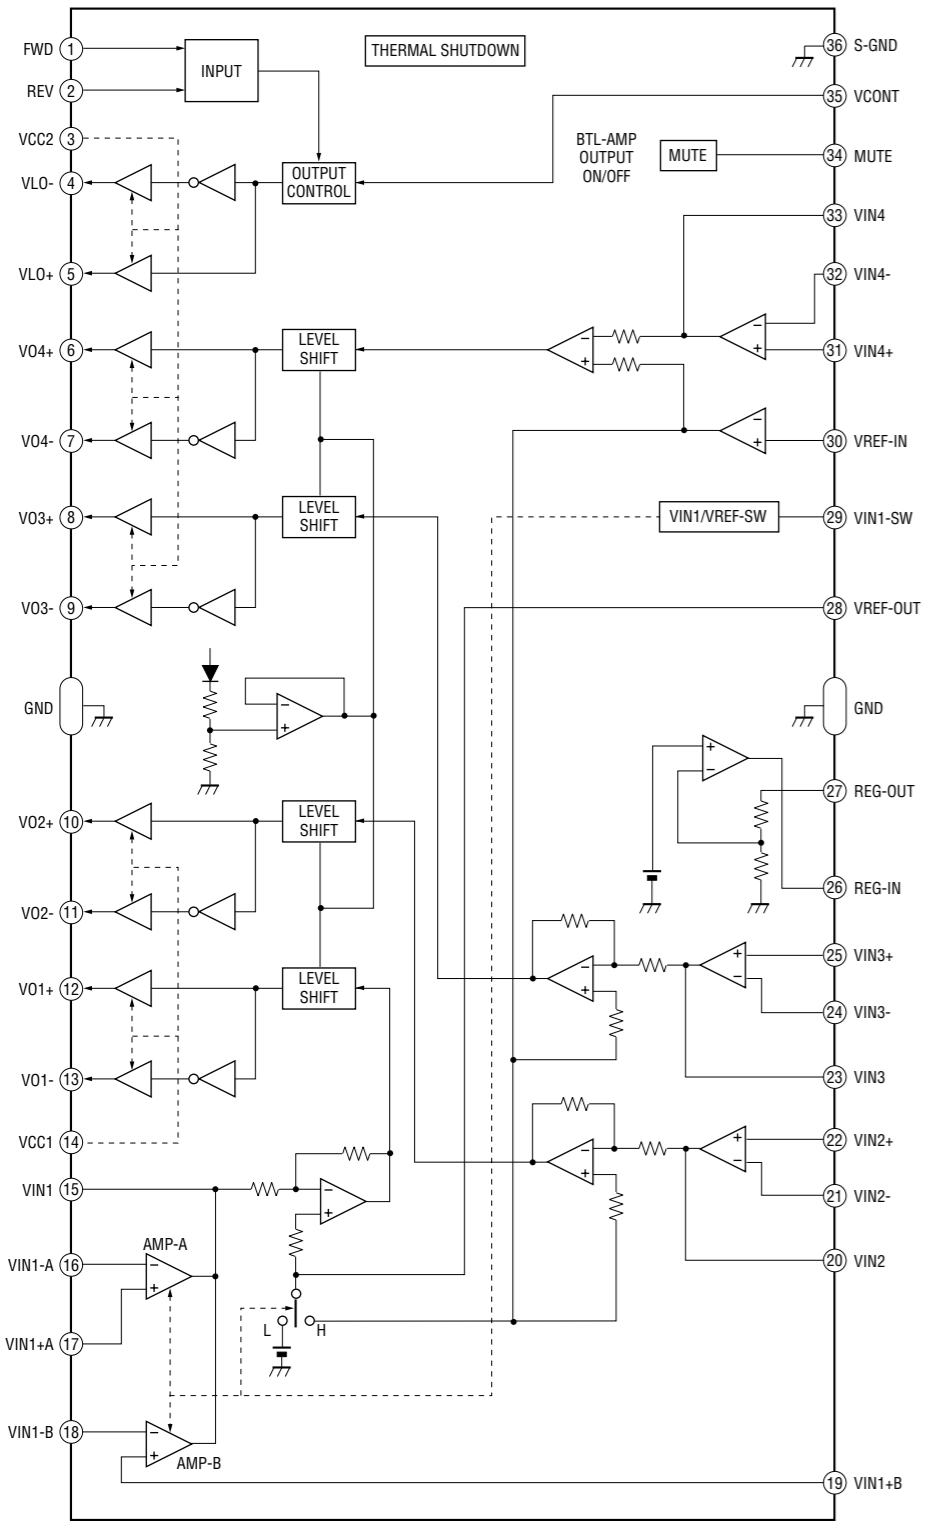 FWD 1
INPUT
THERMAL SHUTDOWN
36 S-GND
REV 2
35 VCONT
VCC2 3
BTL-AMP
OUTPUT
ON/OFF
MUTE
34 MUTE
VLO- 4
OUTPUT
CONTROL
33 VIN4
VLO+ 5
32 VIN4-
VO4+ 6
LEVEL
SHIFT
-
+
-
+
31 VIN4+
VO4- 7
-
+
30 VREF-IN
VO3+ 8
LEVEL
SHIFT
VIN1/VREF-SW
29 VIN1-SW
VO3- 9
28 VREF-OUT
GND
-
+
GND
+
-
27 REG-OUT
VO2+ 10
LEVEL
SHIFT
26 REG-IN
VO2- 11
-
+
+
-
25 VIN3+
VO1+ 12
LEVEL
SHIFT
24 VIN3-
VO1- 13
23 VIN3
VCC1 14
-
+
+
-
22 VIN2+
VIN1 15
-
+
21 VIN2-
AMP-A
VIN1-A 16
-
+
20 VIN2
VIN1+A 17
L
H
VIN1-B 18
-
+
AMP-B
19 VIN1+B